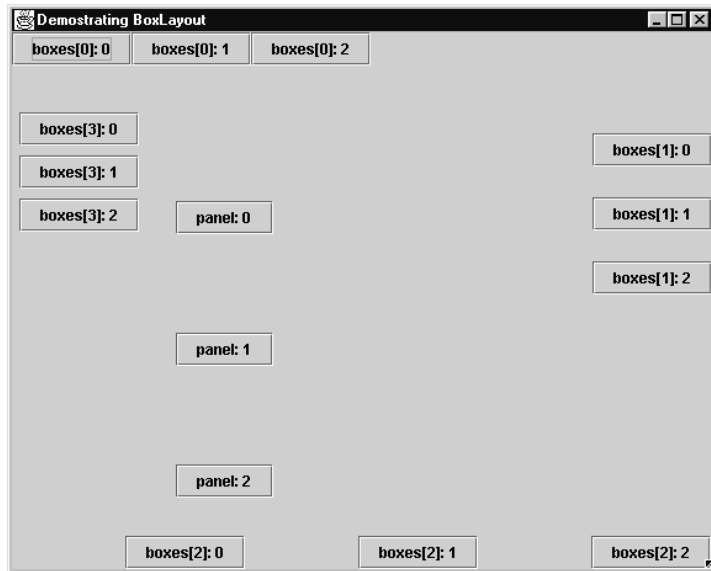 Demostrating BoxLayout
boxes[0]: 0
boxes[0]: 1
boxes[0]: 2
boxes[3]: 0
boxes[3]: 1
boxes[3]: 2
boxes[1]: 0
boxes[1]: 1
boxes[1]: 2
panel: 0
panel: 1
panel: 2
boxes[2]: 0
boxes[2]: 1
boxes[2]: 2